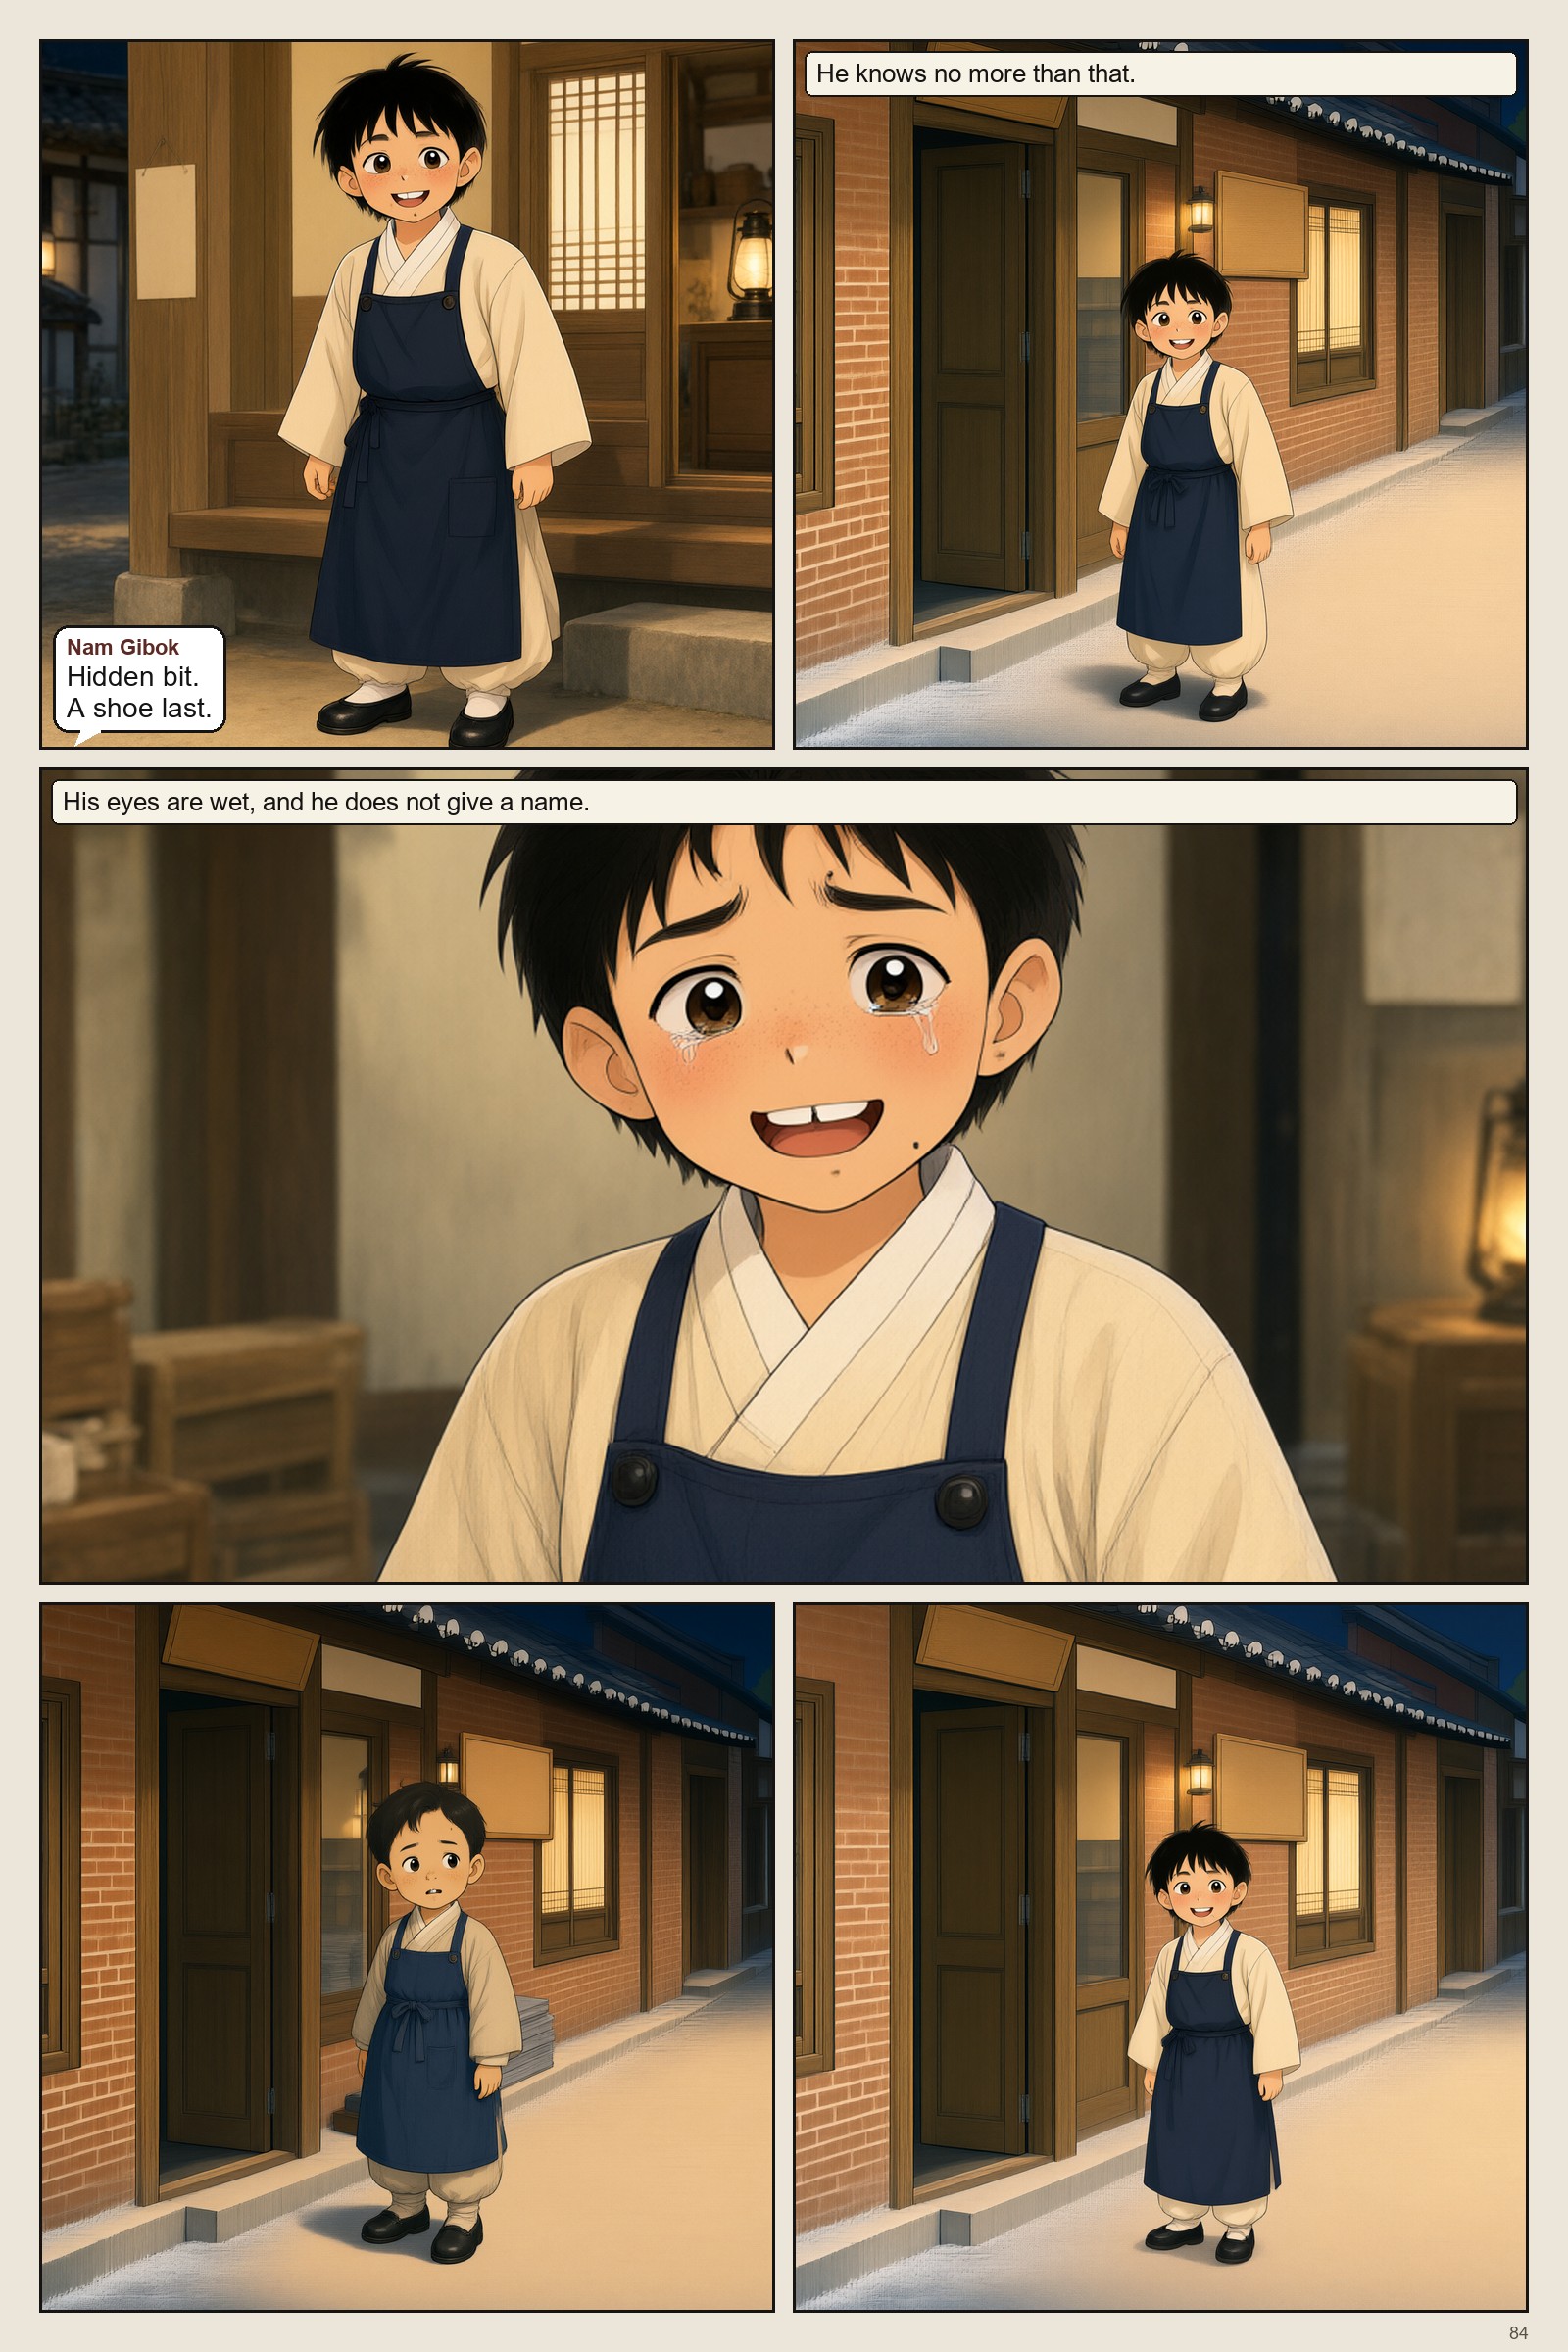 Nam Gibok
Hidden bit.
A shoe last.
He knows no more than that.
His eyes are wet, and he does not give a name.
84